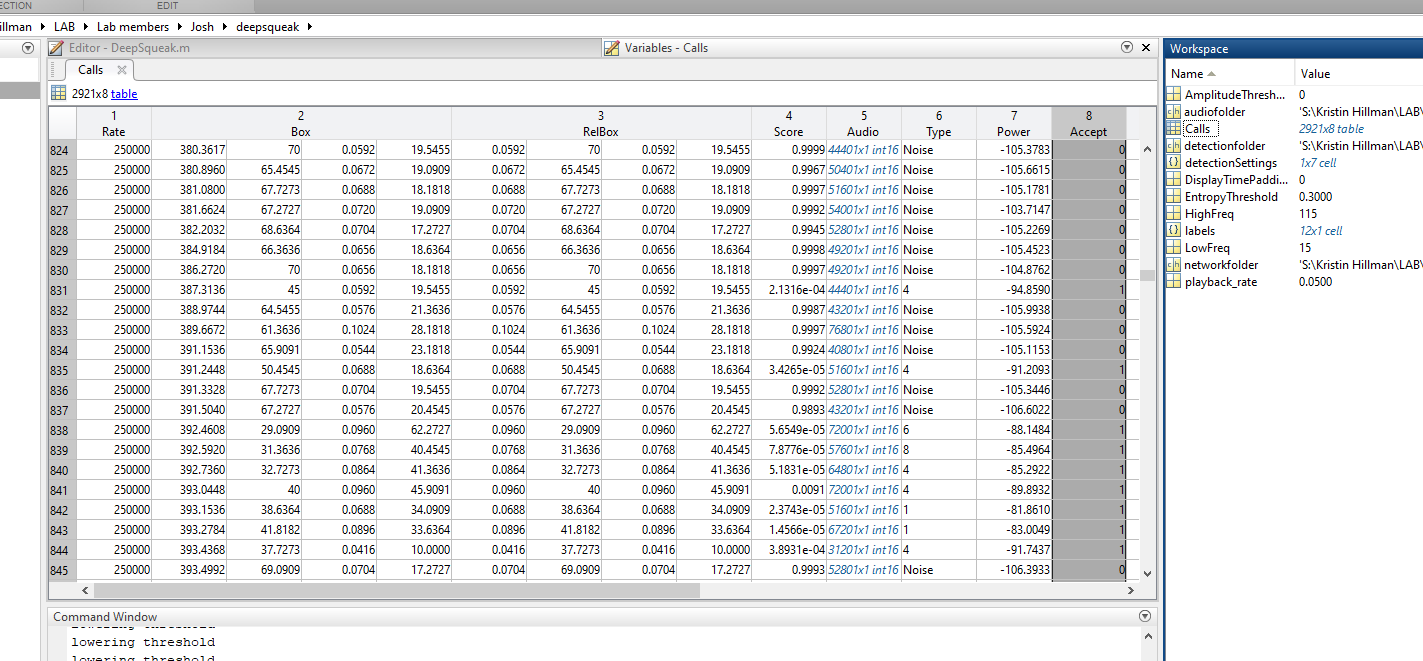 ECTION EDIT
illman LAB Lab members Josh deepsqueak
Editor - DeepSqueak.m Variables - Calls Workspace
Calls
2921x8 table
1 2 3 4 5 6 7 8
Rate Box RelBox Score Audio Type Power Accept
824 250000 380.3617 70 0.0592 19.5455 0.0592 70 0.0592 19.5455 0.9999 44401x1 int16 Noise -105.3783 0
825 250000 380.8960 65.4545 0.0672 19.0909 0.0672 65.4545 0.0672 19.0909 0.9967 50401x1 int16 Noise -105.6615 0
826 250000 381.0800 67.7273 0.0688 18.1818 0.0688 67.7273 0.0688 18.1818 0.9997 51601x1 int16 Noise -105.1781 0
827 250000 381.6624 67.2727 0.0720 19.0909 0.0720 67.2727 0.0720 19.0909 0.9992 54001x1 int16 Noise -103.7147 0
828 250000 382.2032 68.6364 0.0704 17.2727 0.0704 68.6364 0.0704 17.2727 0.9945 52801x1 int16 Noise -105.2269 0
829 250000 384.9184 66.3636 0.0656 18.6364 0.0656 66.3636 0.0656 18.6364 0.9998 49201x1 int16 Noise -105.4523 0
830 250000 386.2720 70 0.0656 18.1818 0.0656 70 0.0656 18.1818 0.9997 49201x1 int16 Noise -104.8762 0
831 250000 387.3136 45 0.0592 19.5455 0.0592 45 0.0592 19.5455 2.1316e-04 44401x1 int16 4 -94.8590 1
832 250000 388.9744 64.5455 0.0576 21.3636 0.0576 64.5455 0.0576 21.3636 0.9987 43201x1 int16 Noise -105.9938 0
833 250000 389.6672 61.3636 0.1024 28.1818 0.1024 61.3636 0.1024 28.1818 0.9997 76801x1 int16 Noise -105.5924 0
834 250000 391.1536 65.9091 0.0544 23.1818 0.0544 65.9091 0.0544 23.1818 0.9924 40801x1 int16 Noise -105.1153 0
835 250000 391.2448 50.4545 0.0688 18.6364 0.0688 50.4545 0.0688 18.6364 3.4265e-05 51601x1 int16 4 -91.2093 1
836 250000 391.3328 67.7273 0.0704 19.5455 0.0704 67.7273 0.0704 19.5455 0.9992 52801x1 int16 Noise -105.3446 0
837 250000 391.5040 67.2727 0.0576 20.4545 0.0576 67.2727 0.0576 20.4545 0.9893 43201x1 int16 Noise -106.6022 0
838 250000 392.4608 29.0909 0.0960 62.2727 0.0960 29.0909 0.0960 62.2727 5.6549e-05 72001x1 int16 6 -88.1484 1
839 250000 392.5920 31.3636 0.0768 40.4545 0.0768 31.3636 0.0768 40.4545 7.8776e-05 57601x1 int16 8 -85.4964 1
840 250000 392.7360 32.7273 0.0864 41.3636 0.0864 32.7273 0.0864 41.3636 5.1831e-04 64801x1 int16 4 -85.2922 1
841 250000 393.0448 40 0.0960 45.9091 0.0960 40 0.0960 45.9091 0.0091 72001x1 int16 4 -89.8932 1
842 250000 393.1536 38.6364 0.0688 34.0909 0.0688 38.6364 0.0688 34.0909 2.3743e-05 51601x1 int16 1 -81.8610 1
843 250000 393.2784 41.8182 0.0896 33.6364 0.0896 41.8182 0.0896 33.6364 1.4566e-05 67201x1 int16 1 -83.0049 1
844 250000 393.4368 37.7273 0.0416 10.0000 0.0416 37.7273 0.0416 10.0000 3.8931e-04 31201x1 int16 4 -91.7437 1
845 250000 393.4992 69.0909 0.0704 17.2727 0.0704 69.0909 0.0704 17.2727 0.9993 52801x1 int16 Noise -106.3933 0
Name Value
AmplitudeThresh... 0
audiofolder 'S:\Kristin Hillman\LAB\
Calls 2921x8 table
detectionfolder 'S:\Kristin Hillman\LAB\
detectionSettings 1x7 cell
DisplayTimePaddi... 0
EntropyThreshold 0.3000
HighFreq 115
labels 12x1 cell
LowFreq 15
networkfolder 'S:\Kristin Hillman\LAB\
playback_rate 0.0500
Command Window
lowering threshold
lowering threshold
lowering threshold